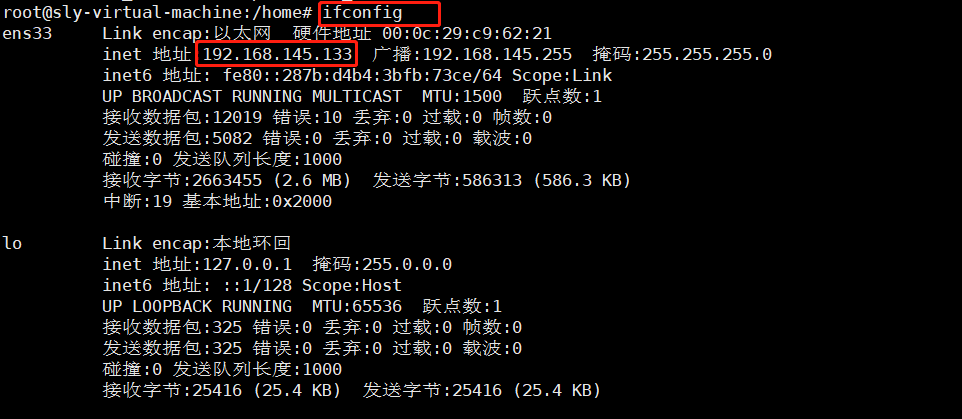 root@sly-virtual-machine:/home# ifconfig
ens33     Link encap:以太网  硬件地址 00:0c:29:c9:62:21
          inet 地址 192.168.145.133  广播:192.168.145.255  掩码:255.255.255.0
          inet6 地址: fe80::287b:d4b4:3bfb:73ce/64 Scope:Link
          UP BROADCAST RUNNING MULTICAST  MTU:1500  跃点数:1
          接收数据包:12019 错误:10 丢弃:0 过载:0 帧数:0
          发送数据包:5082 错误:0 丢弃:0 过载:0 载波:0
          碰撞:0 发送队列长度:1000
          接收字节:2663455 (2.6 MB)  发送字节:586313 (586.3 KB)
          中断:19 基本地址:0x2000
lo        Link encap:本地环回
          inet 地址:127.0.0.1  掩码:255.0.0.0
          inet6 地址: ::1/128 Scope:Host
          UP LOOPBACK RUNNING  MTU:65536  跃点数:1
          接收数据包:325 错误:0 丢弃:0 过载:0 帧数:0
          发送数据包:325 错误:0 丢弃:0 过载:0 载波:0
          碰撞:0 发送队列长度:1000
          接收字节:25416 (25.4 KB)  发送字节:25416 (25.4 KB)